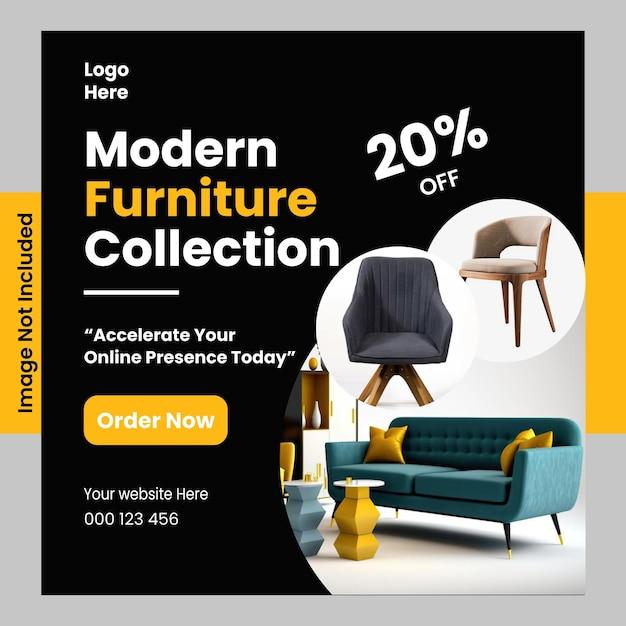 Logo
Here
Modern
Furniture
Collection
20%
OFF
“Accelerate Your
Online Presence Today”
Order Now
Your website Here
000 123 456
Image Not Included